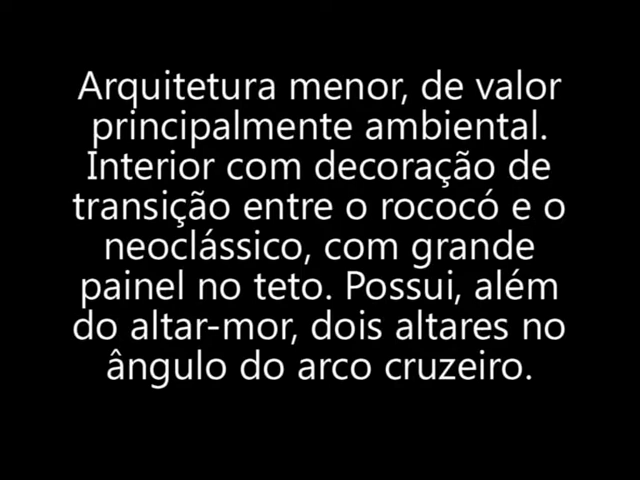 Arquitetura menor, de valor
principalmente ambiental.
Interior com decoração de
transição entre o rococó e o
neoclássico, com grande
painel no teto. Possui, além
do altar-mor, dois altares no
ângulo do arco cruzeiro.